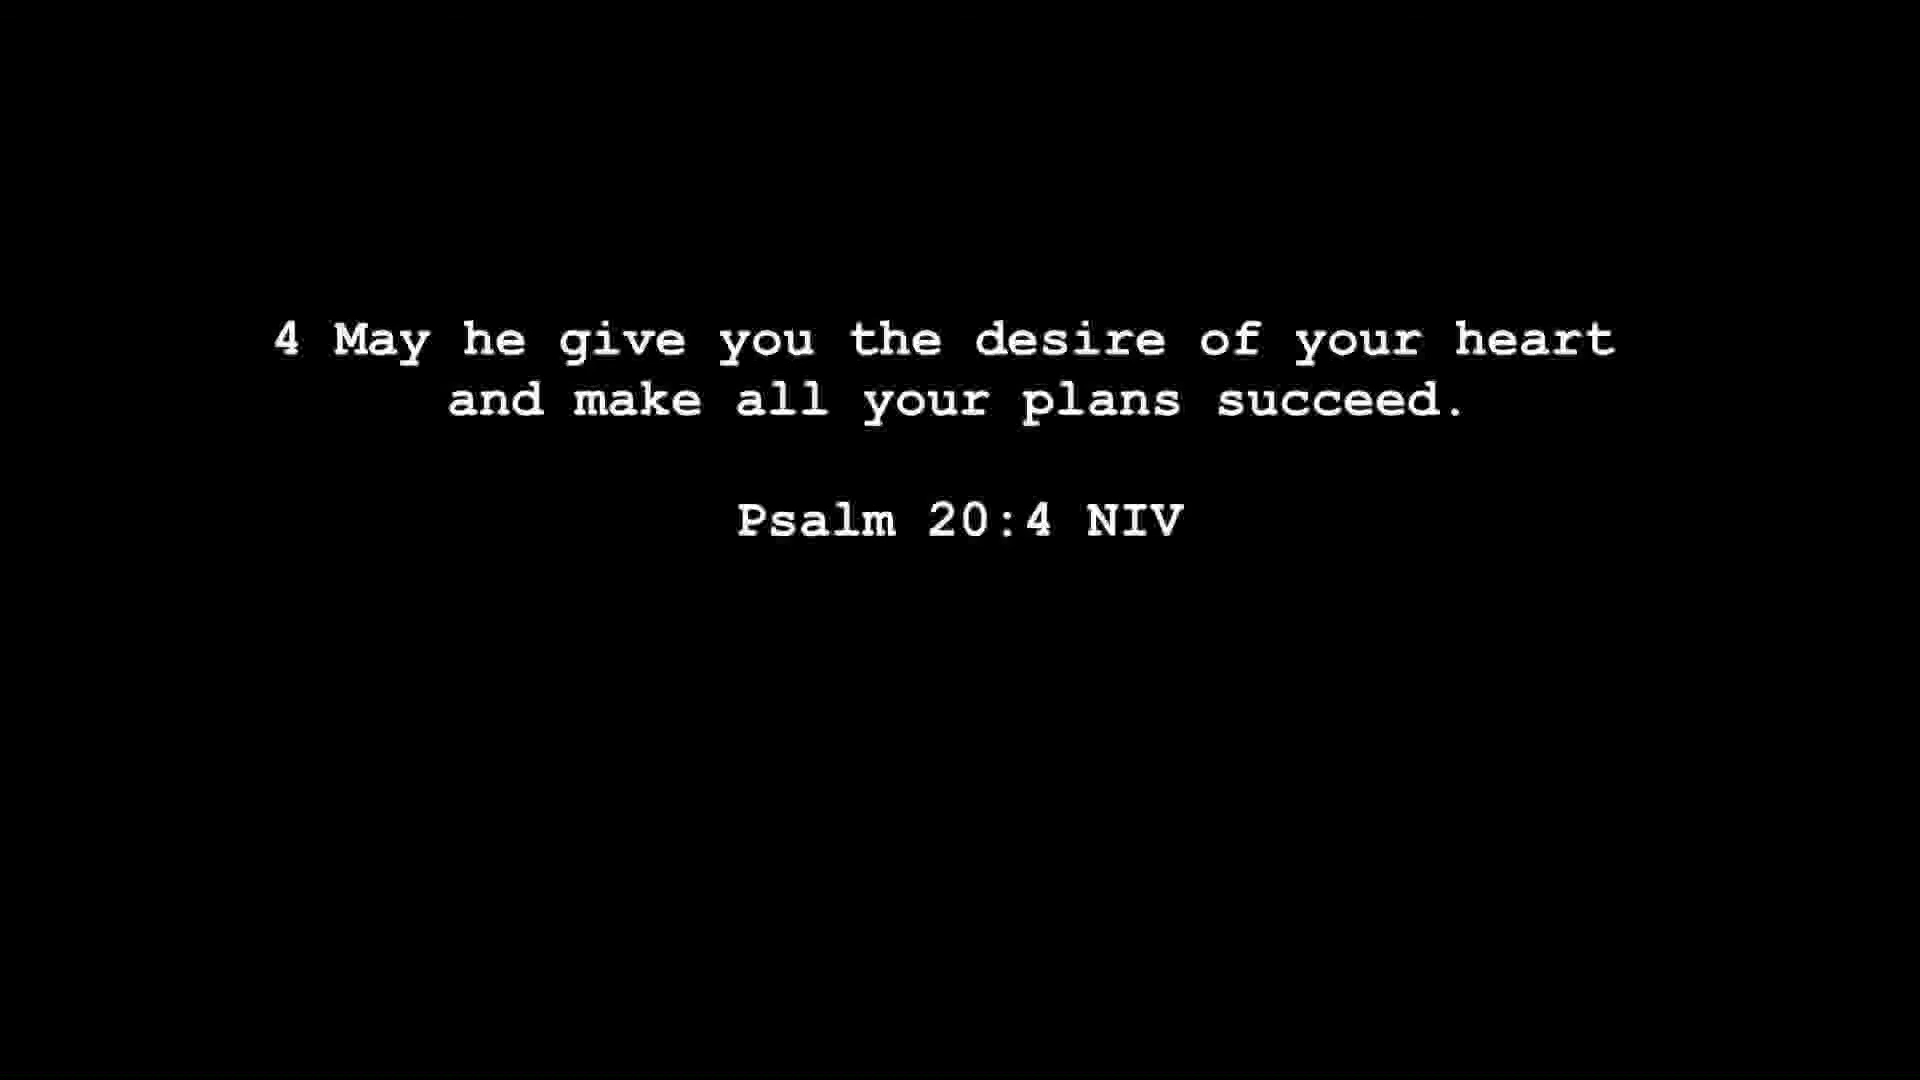 4 May he give you the desire of your heart
and make all your plans succeed.
Psalm 20:4 NIV